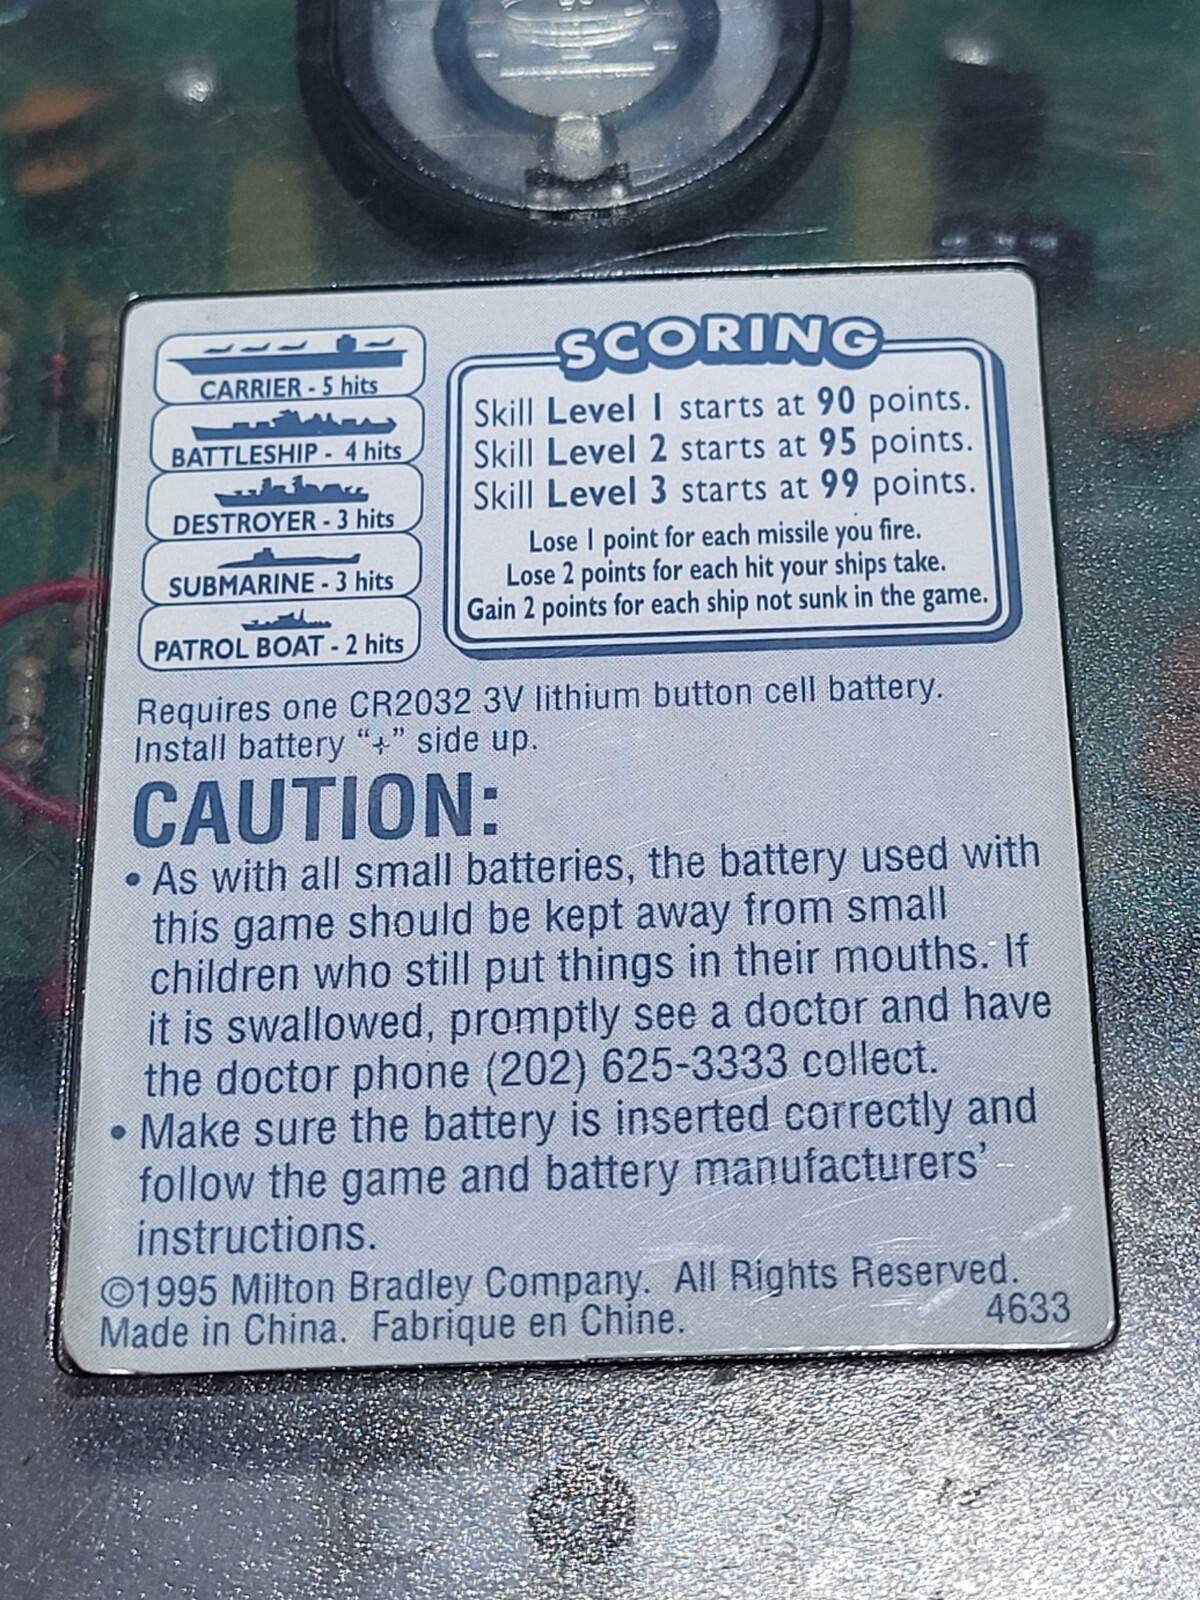 CARRIER - 5 hits
BATTLESHIP - 4 hits
DESTROYER - 3 hits
SUBMARINE - 3 hits
PATROL BOAT - 2 hits
SCORING
Skill Level 1 starts at 90 points.
Skill Level 2 starts at 95 points.
Skill Level 3 starts at 99 points.
Lose 1 point for each missile you fire.
Lose 2 points for each hit your ships take.
Gain 2 points for each ship not sunk in the game.
Requires one CR2032 3V lithium button cell battery.
Install battery “+” side up.
CAUTION:
• As with all small batteries, the battery used with
this game should be kept away from small
children who still put things in their mouths. If
it is swallowed, promptly see a doctor and have
the doctor phone (202) 625-3333 collect.
• Make sure the battery is inserted correctly and
follow the game and battery manufacturers’
instructions.
©1995 Milton Bradley Company. All Rights Reserved.
Made in China. Fabrique en Chine. 4633